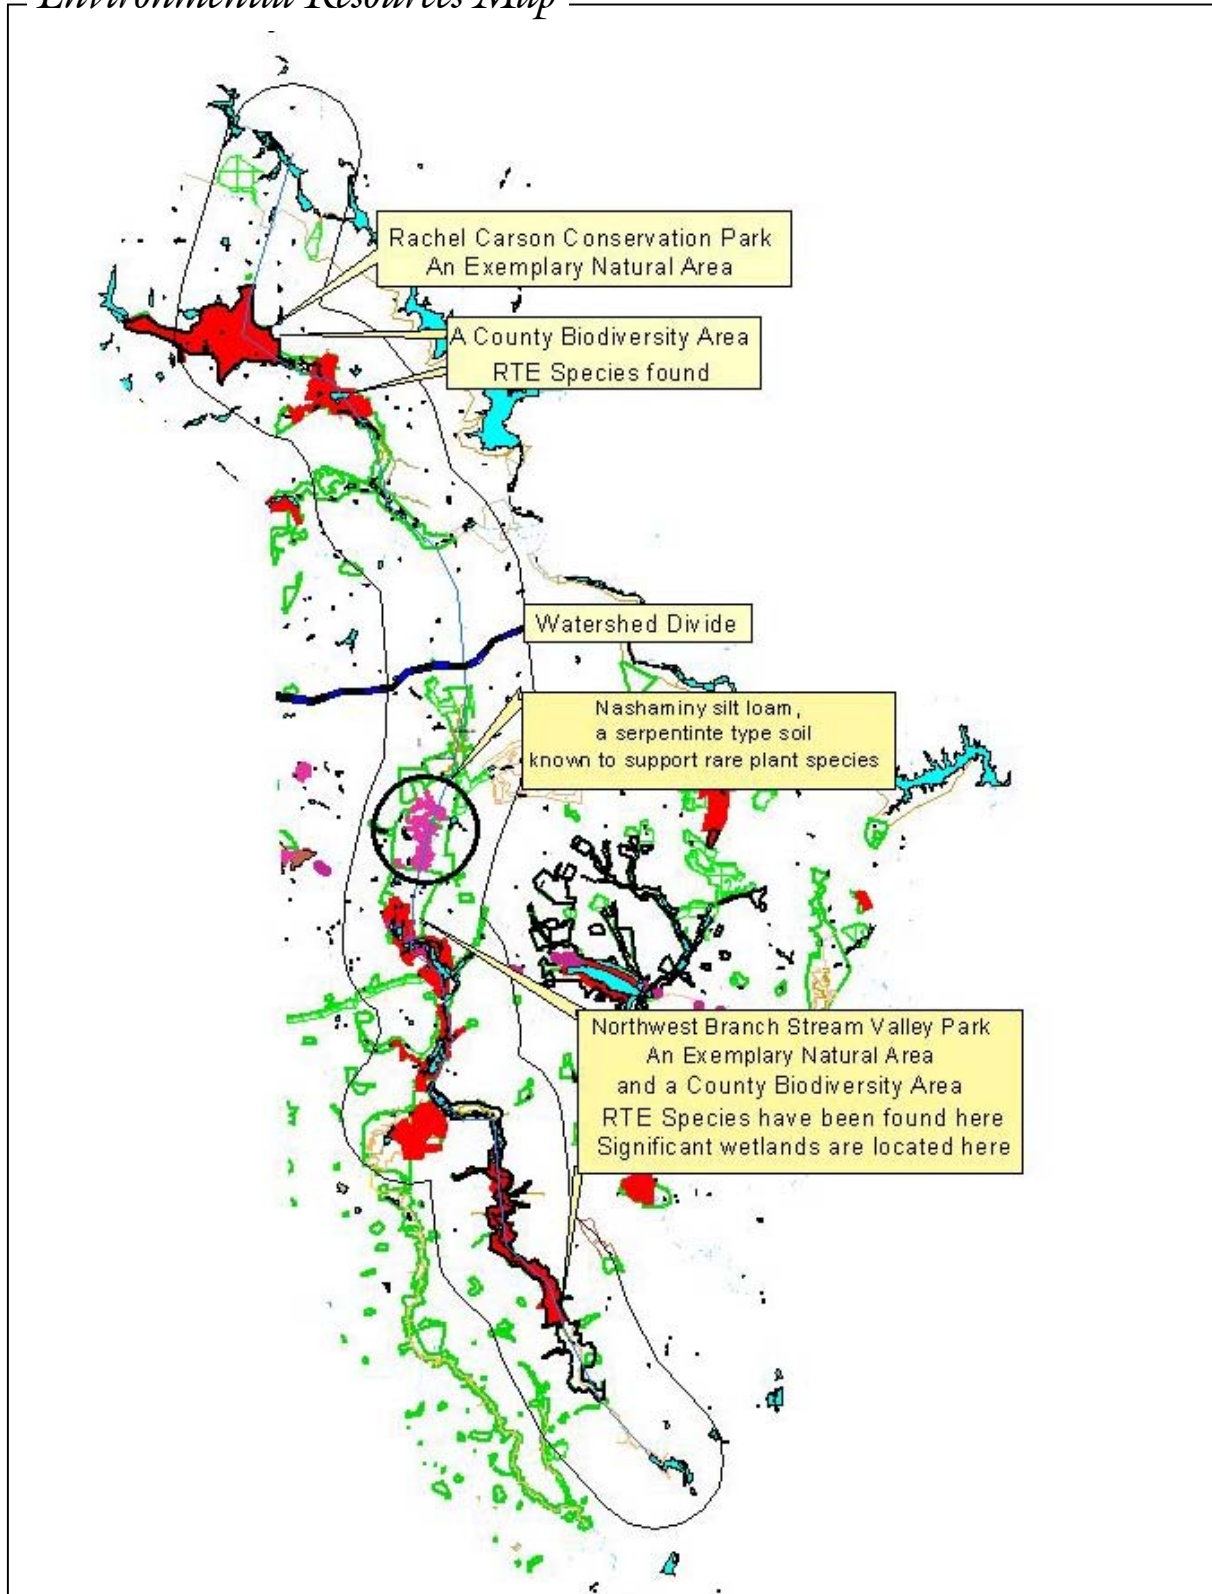 Environmental Resources Map
Rachel Carson Conservation Park
An Exemplary Natural Area
A County Biodiversity Area
RTE Species found
Watershed Divide
Nashaminy silt loam,
a serpentinte type soil
known to support rare plant species
Northwest Branch Stream Valley Park
An Exemplary Natural Area
and a County Biodiversity Area
RTE Species have been found here
Significant wetlands are located here